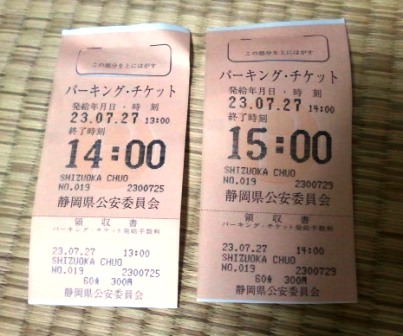 この部分を上にはがす
パーキング・チケット
発給年月日・時刻
23.07.27 13:00
終了時刻
14:00
SHIZUOKA CHUO
NO.019 2300725
静岡県公安委員会
領収書
パーキング・チケット発給手数料
23.07.27 13:00
SHIZUOKA CHUO
NO.019 2300725
60分 300円
静岡県公安委員会
この部分を上にはがす
パーキング・チケット
発給年月日・時刻
23.07.27 14:00
終了時刻
15:00
SHIZUOKA CHUO
NO.019 2300729
静岡県公安委員会
領収書
パーキング・チケット発給手数料
23.07.27 14:00
SHIZUOKA CHUO
NO.019 2300729
60分 300円
静岡県公安委員会